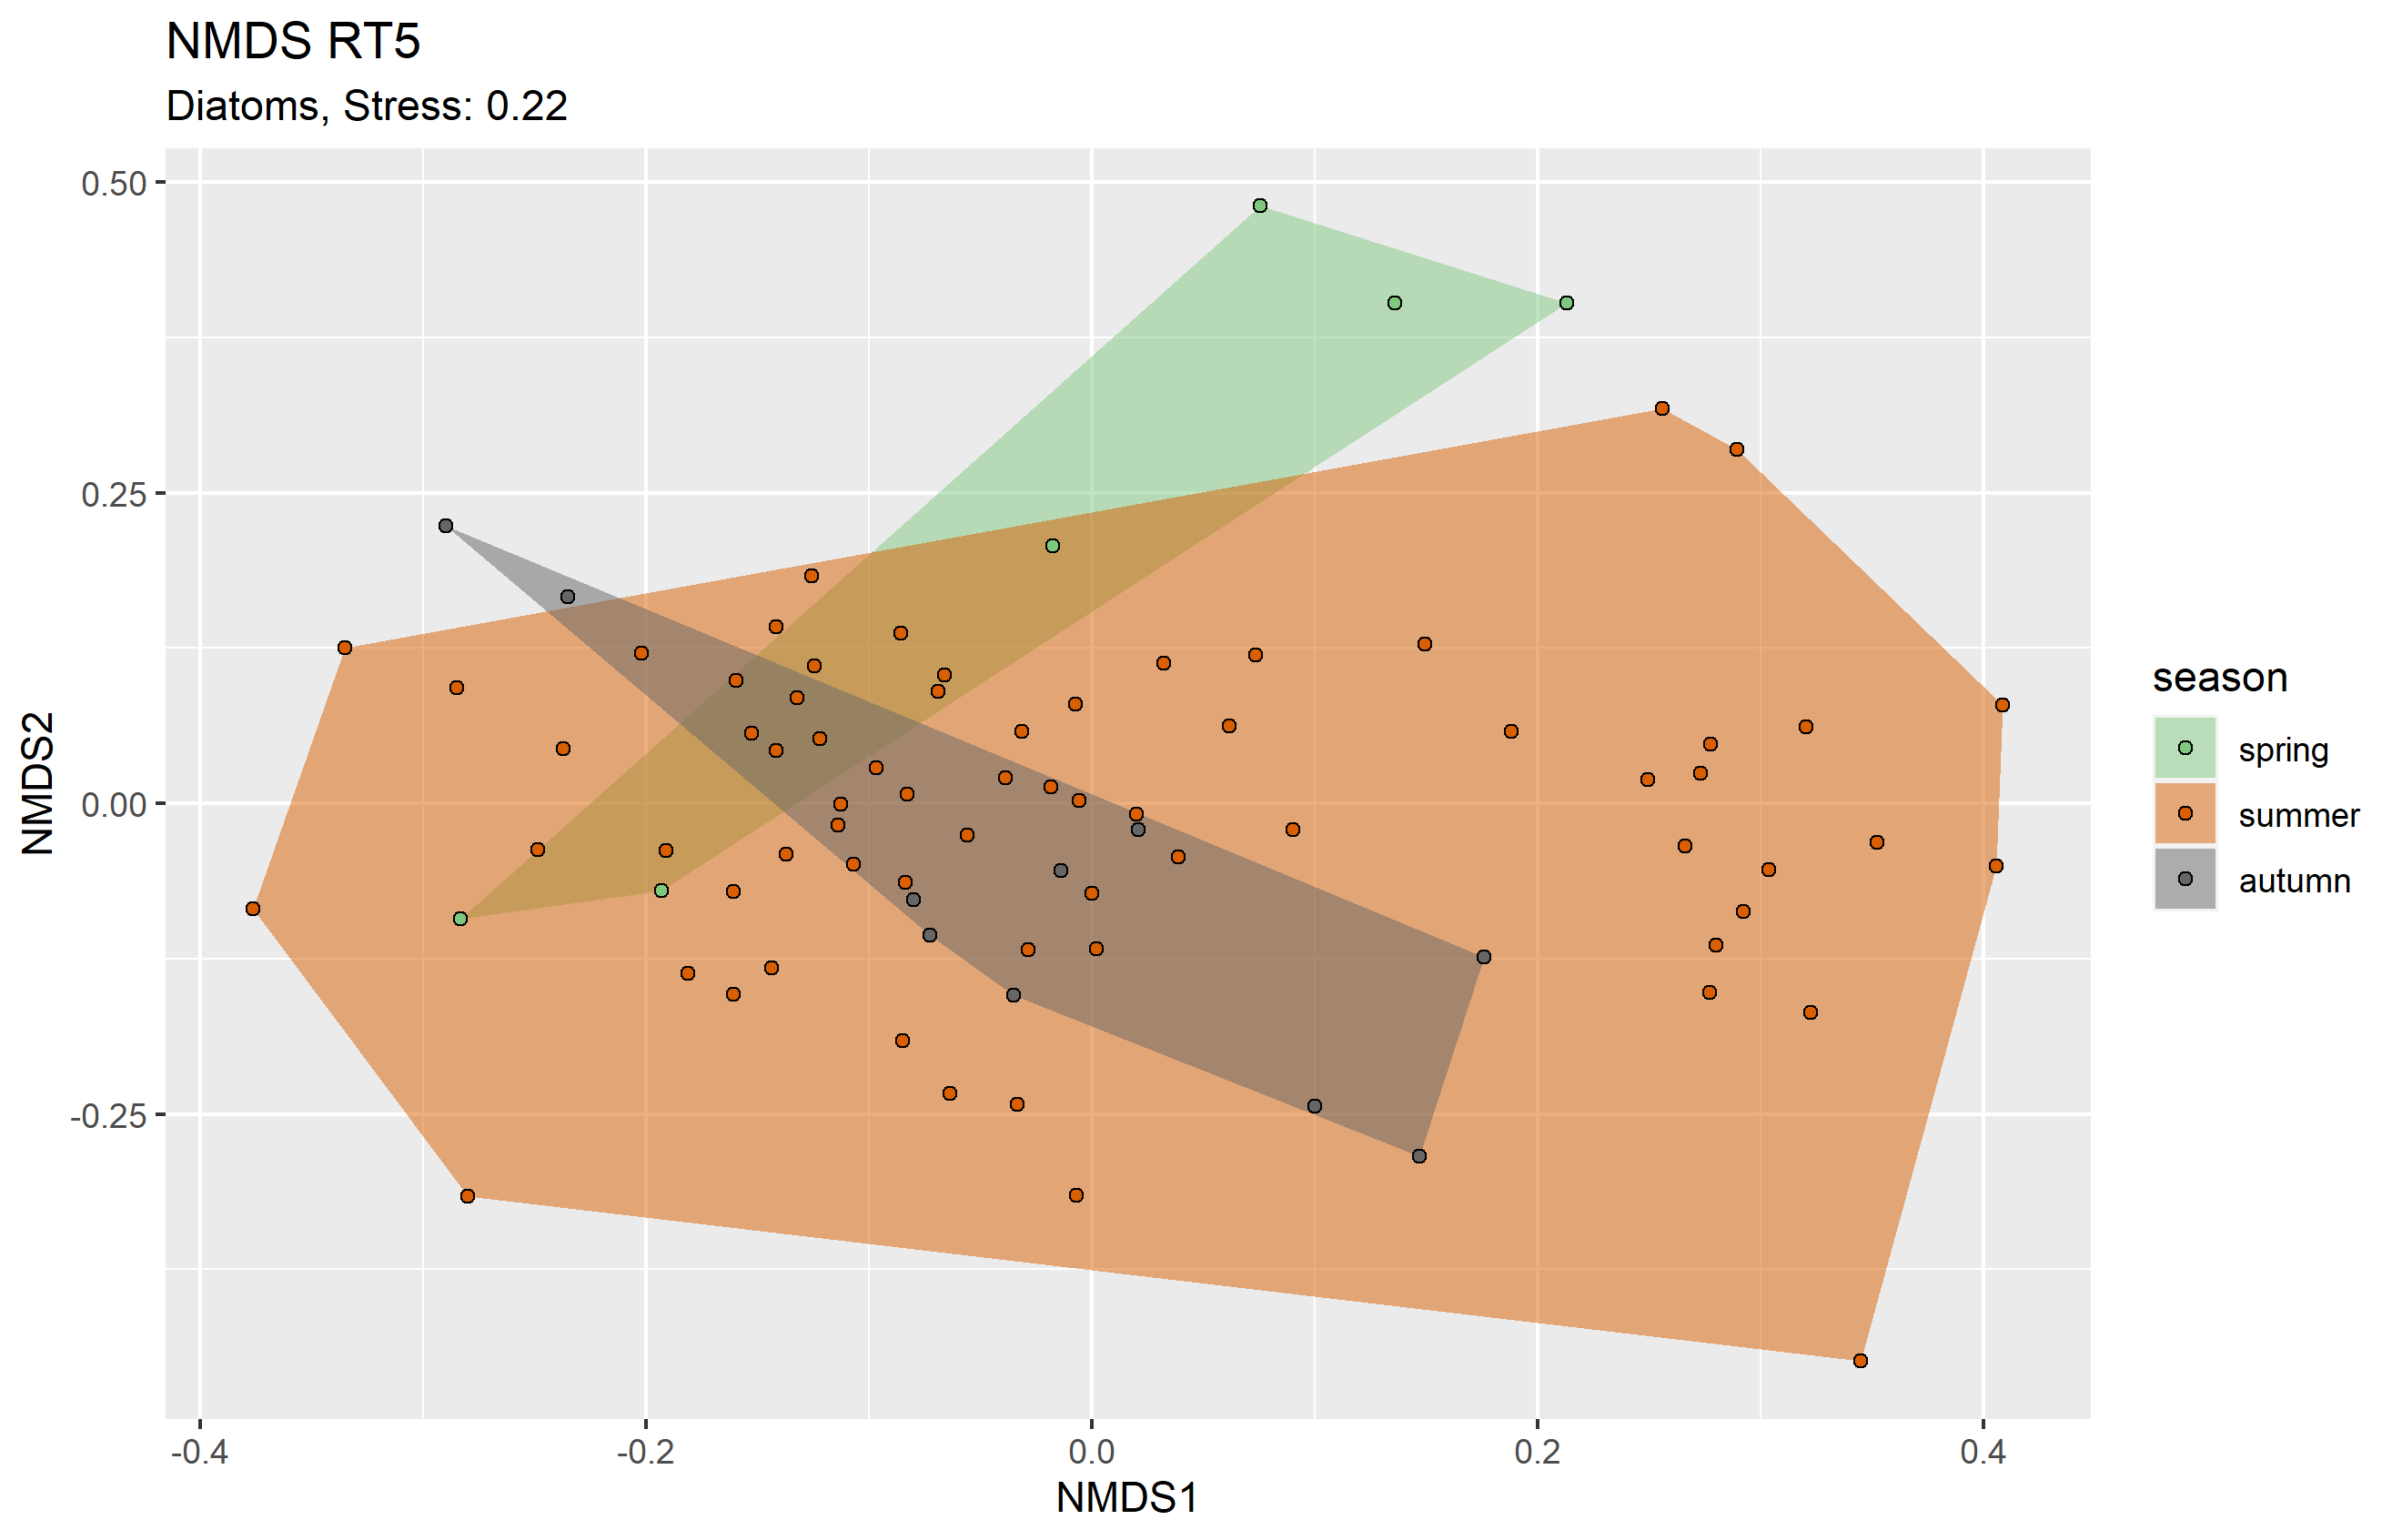 NMDS RT5
Diatoms, Stress: 0.22
0.50
0.25
0.00
-0.25
NMDS2
-0.4 -0.2 0.0 0.2 0.4
NMDS1
season
spring
summer
autumn